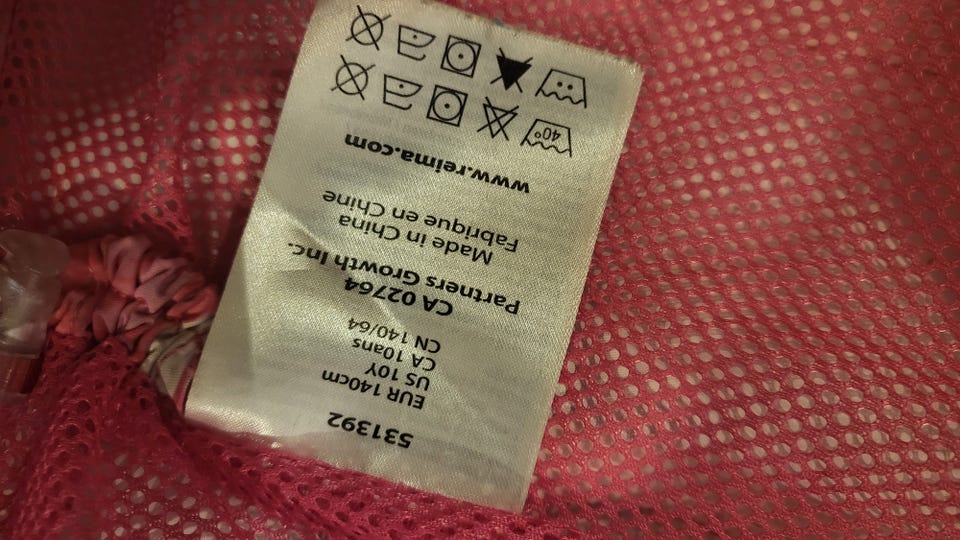 531392
EUR 140cm
US 10Y
CA 10ans
CN 140/64
CA 02764
Partners Growth Inc.
Made in China
Fabrique en Chine
www.reima.com
40°